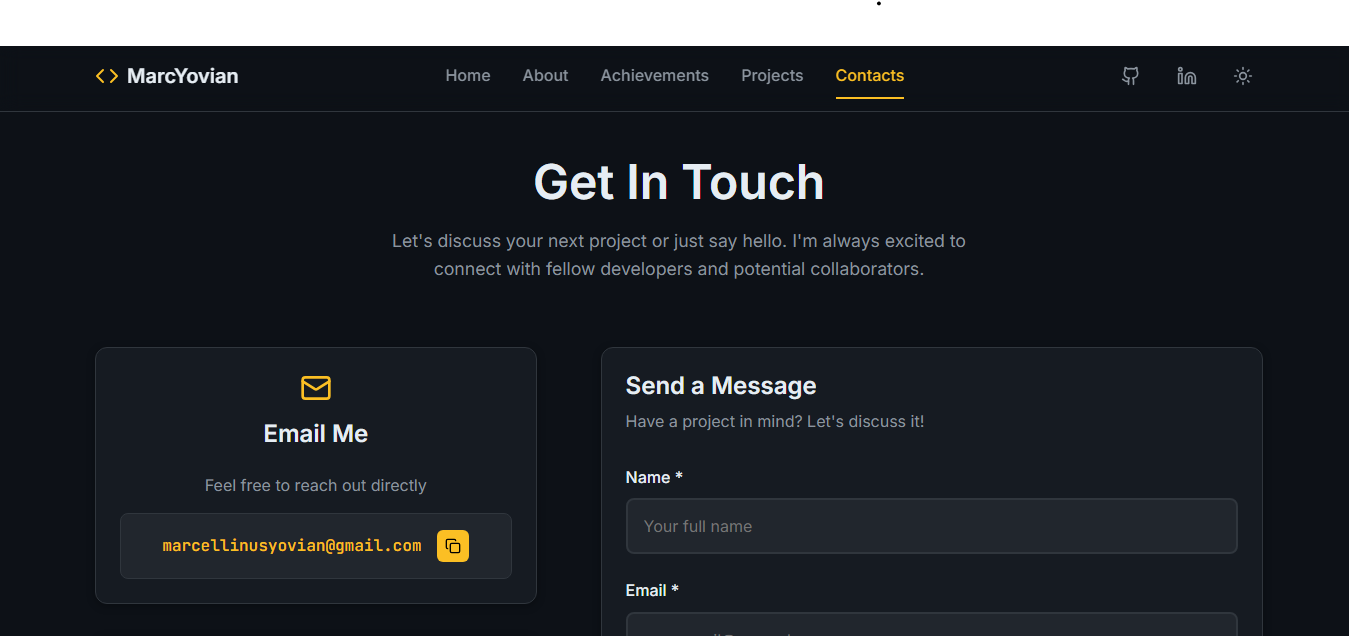 MarcYovian
Home
About
Achievements
Projects
Contacts
Get In Touch
Let's discuss your next project or just say hello. I'm always excited to
connect with fellow developers and potential collaborators.
Email Me
Feel free to reach out directly
marcellinusyovian@gmail.com
Send a Message
Have a project in mind? Let's discuss it!
Name *
Your full name
Email *